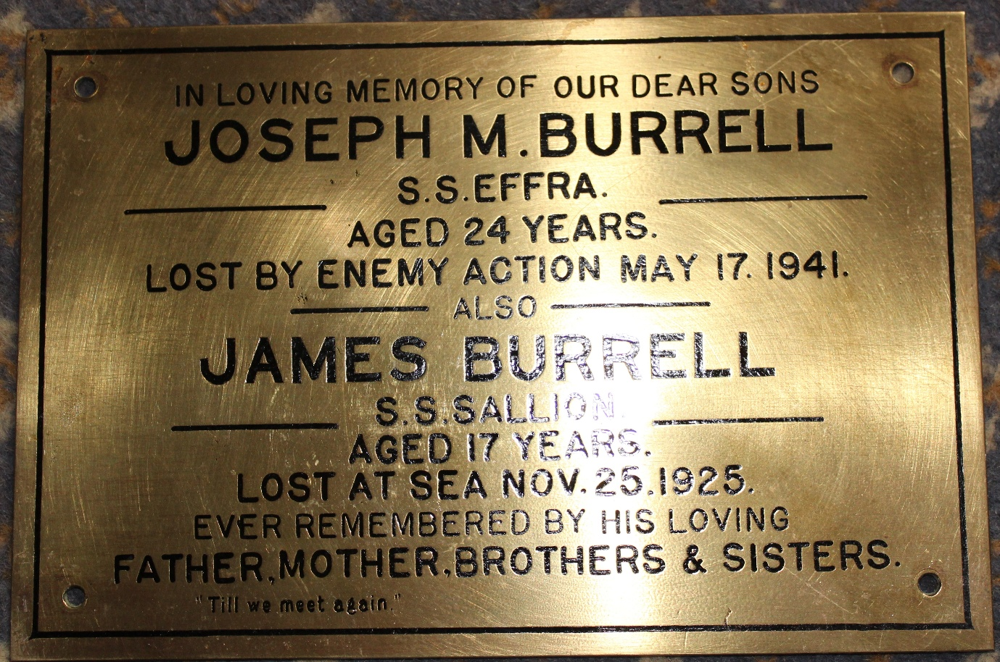 IN LOVING MEMORY OF OUR DEAR SONS
JOSEPH M. BURRELL
S.S. EFFRA.
AGED 24 YEARS.
LOST BY ENEMY ACTION MAY 17. 1941.
ALSO
JAMES BURRELL
S.S. SALLION.
AGED 17 YEARS.
LOST AT SEA NOV. 25. 1925.
EVER REMEMBERED BY HIS LOVING
FATHER, MOTHER, BROTHERS & SISTERS.
"Till we meet again."